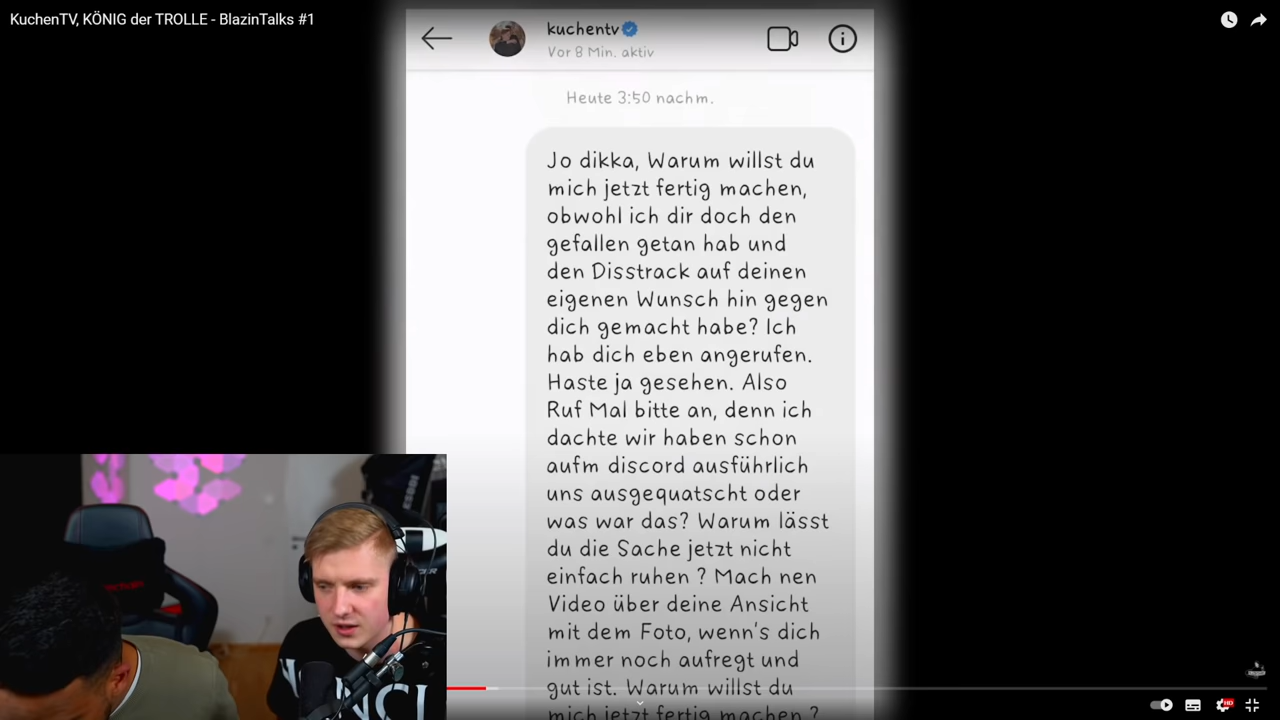 KuchenTV, KÖNIG der TROLLE - BlazinTalks #1
kuchentv
Vor 8 Min. aktiv
Heute 3:50 nachm.
Jo dikka, Warum willst du
mich jetzt fertig machen,
obwohl ich dir doch den
gefallen getan hab und
den Disstrack auf deinen
eigenen Wunsch hin gegen
dich gemacht habe? Ich
hab dich eben angerufen.
Haste ja gesehen. Also
Ruf Mal bitte an, denn ich
dachte wir haben schon
aufm discord ausführlich
uns ausgequatscht oder
was war das? Warum lässt
du die Sache jetzt nicht
einfach ruhen ? Mach nen
Video über deine Ansicht
mit dem Foto, wenn's dich
immer noch aufregt und
gut ist. Warum willst du
mich jetzt fertig machen ?
HD